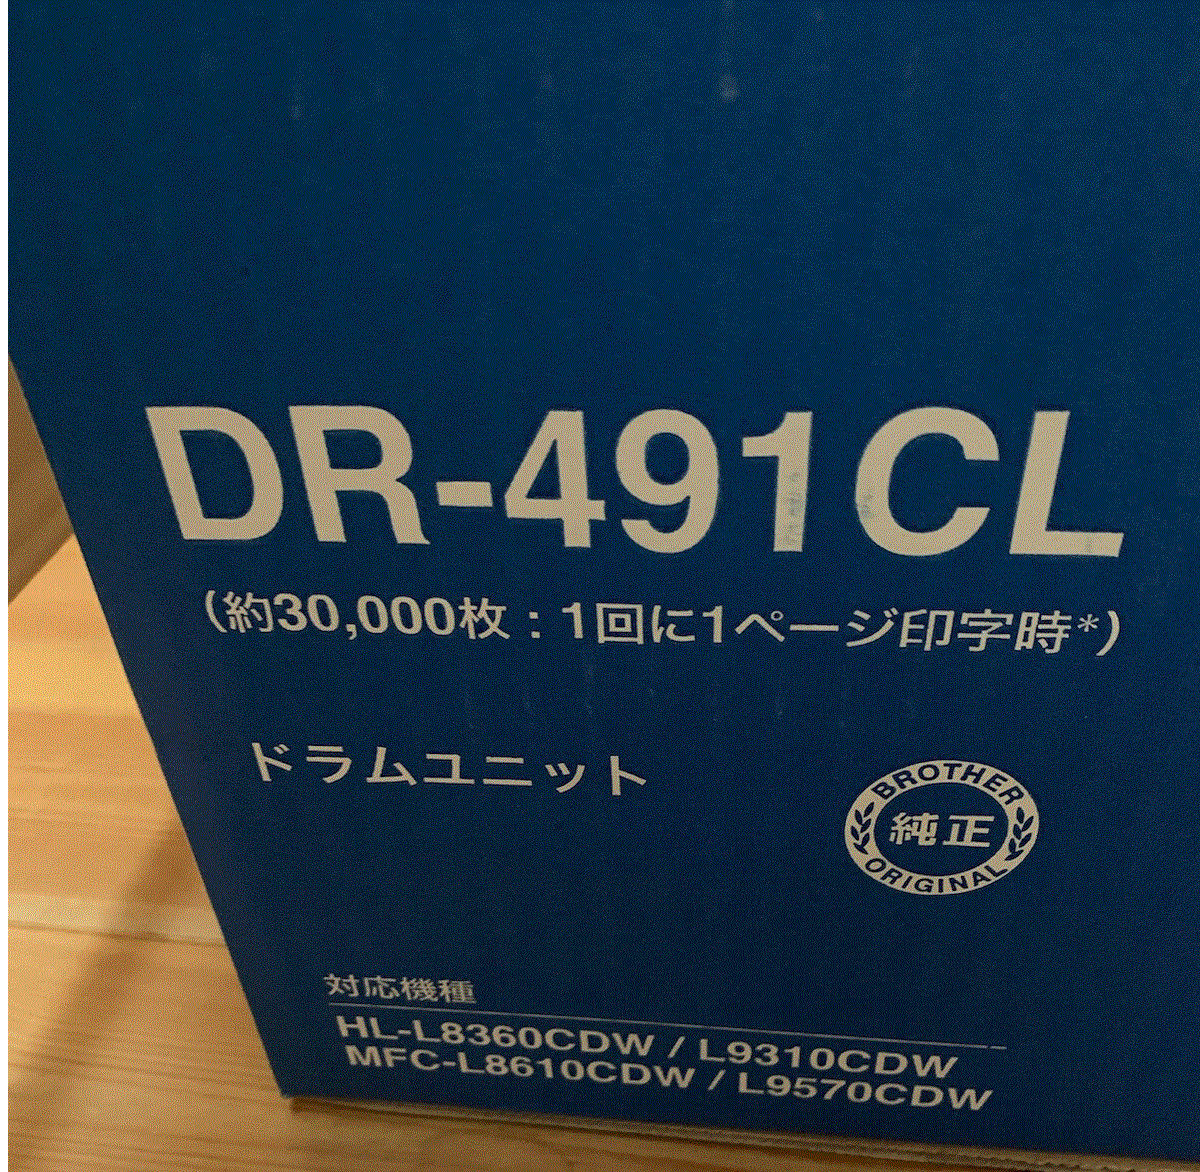 DR-491CL
(約30,000枚：1回に1ページ印字時*)
ドラムユニット
BROTHER
純正
ORIGINAL
対応機種
HL-L8360CDW / L9310CDW
MFC-L8610CDW / L9570CDW